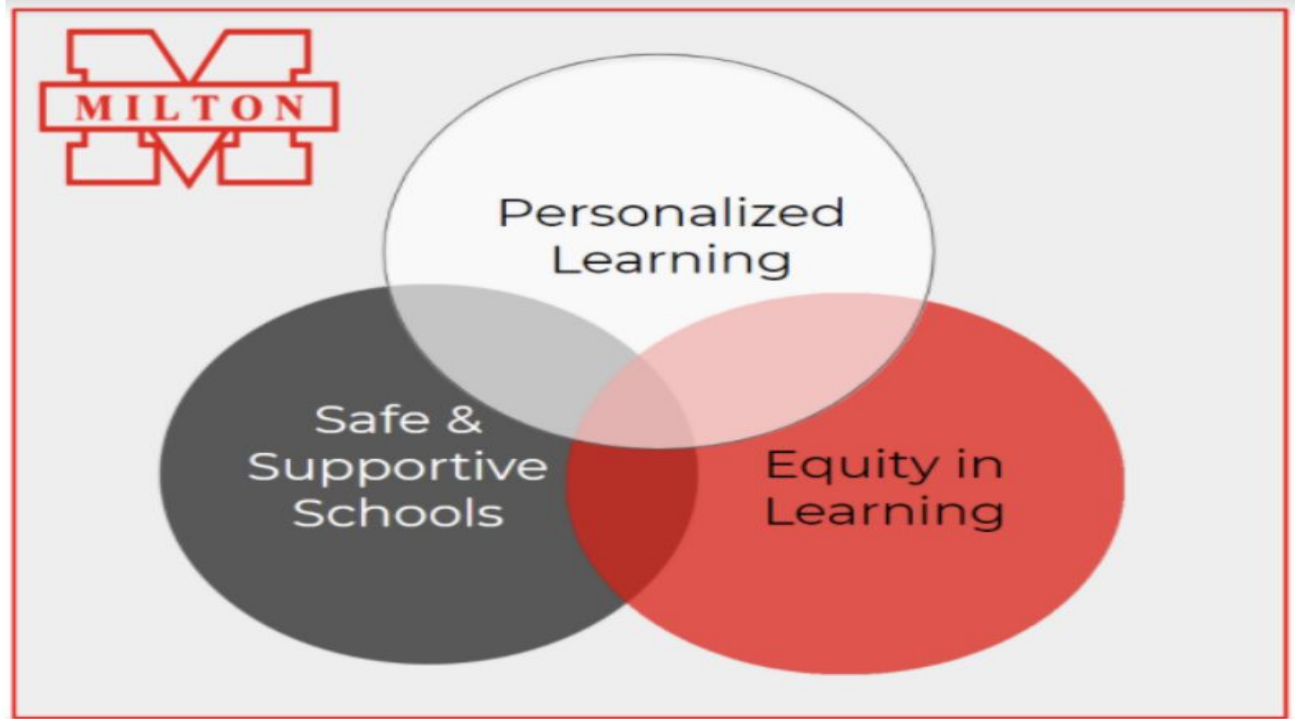 MILTON
Personalized
Learning
Safe &
Supportive
Schools
Equity in
Learning